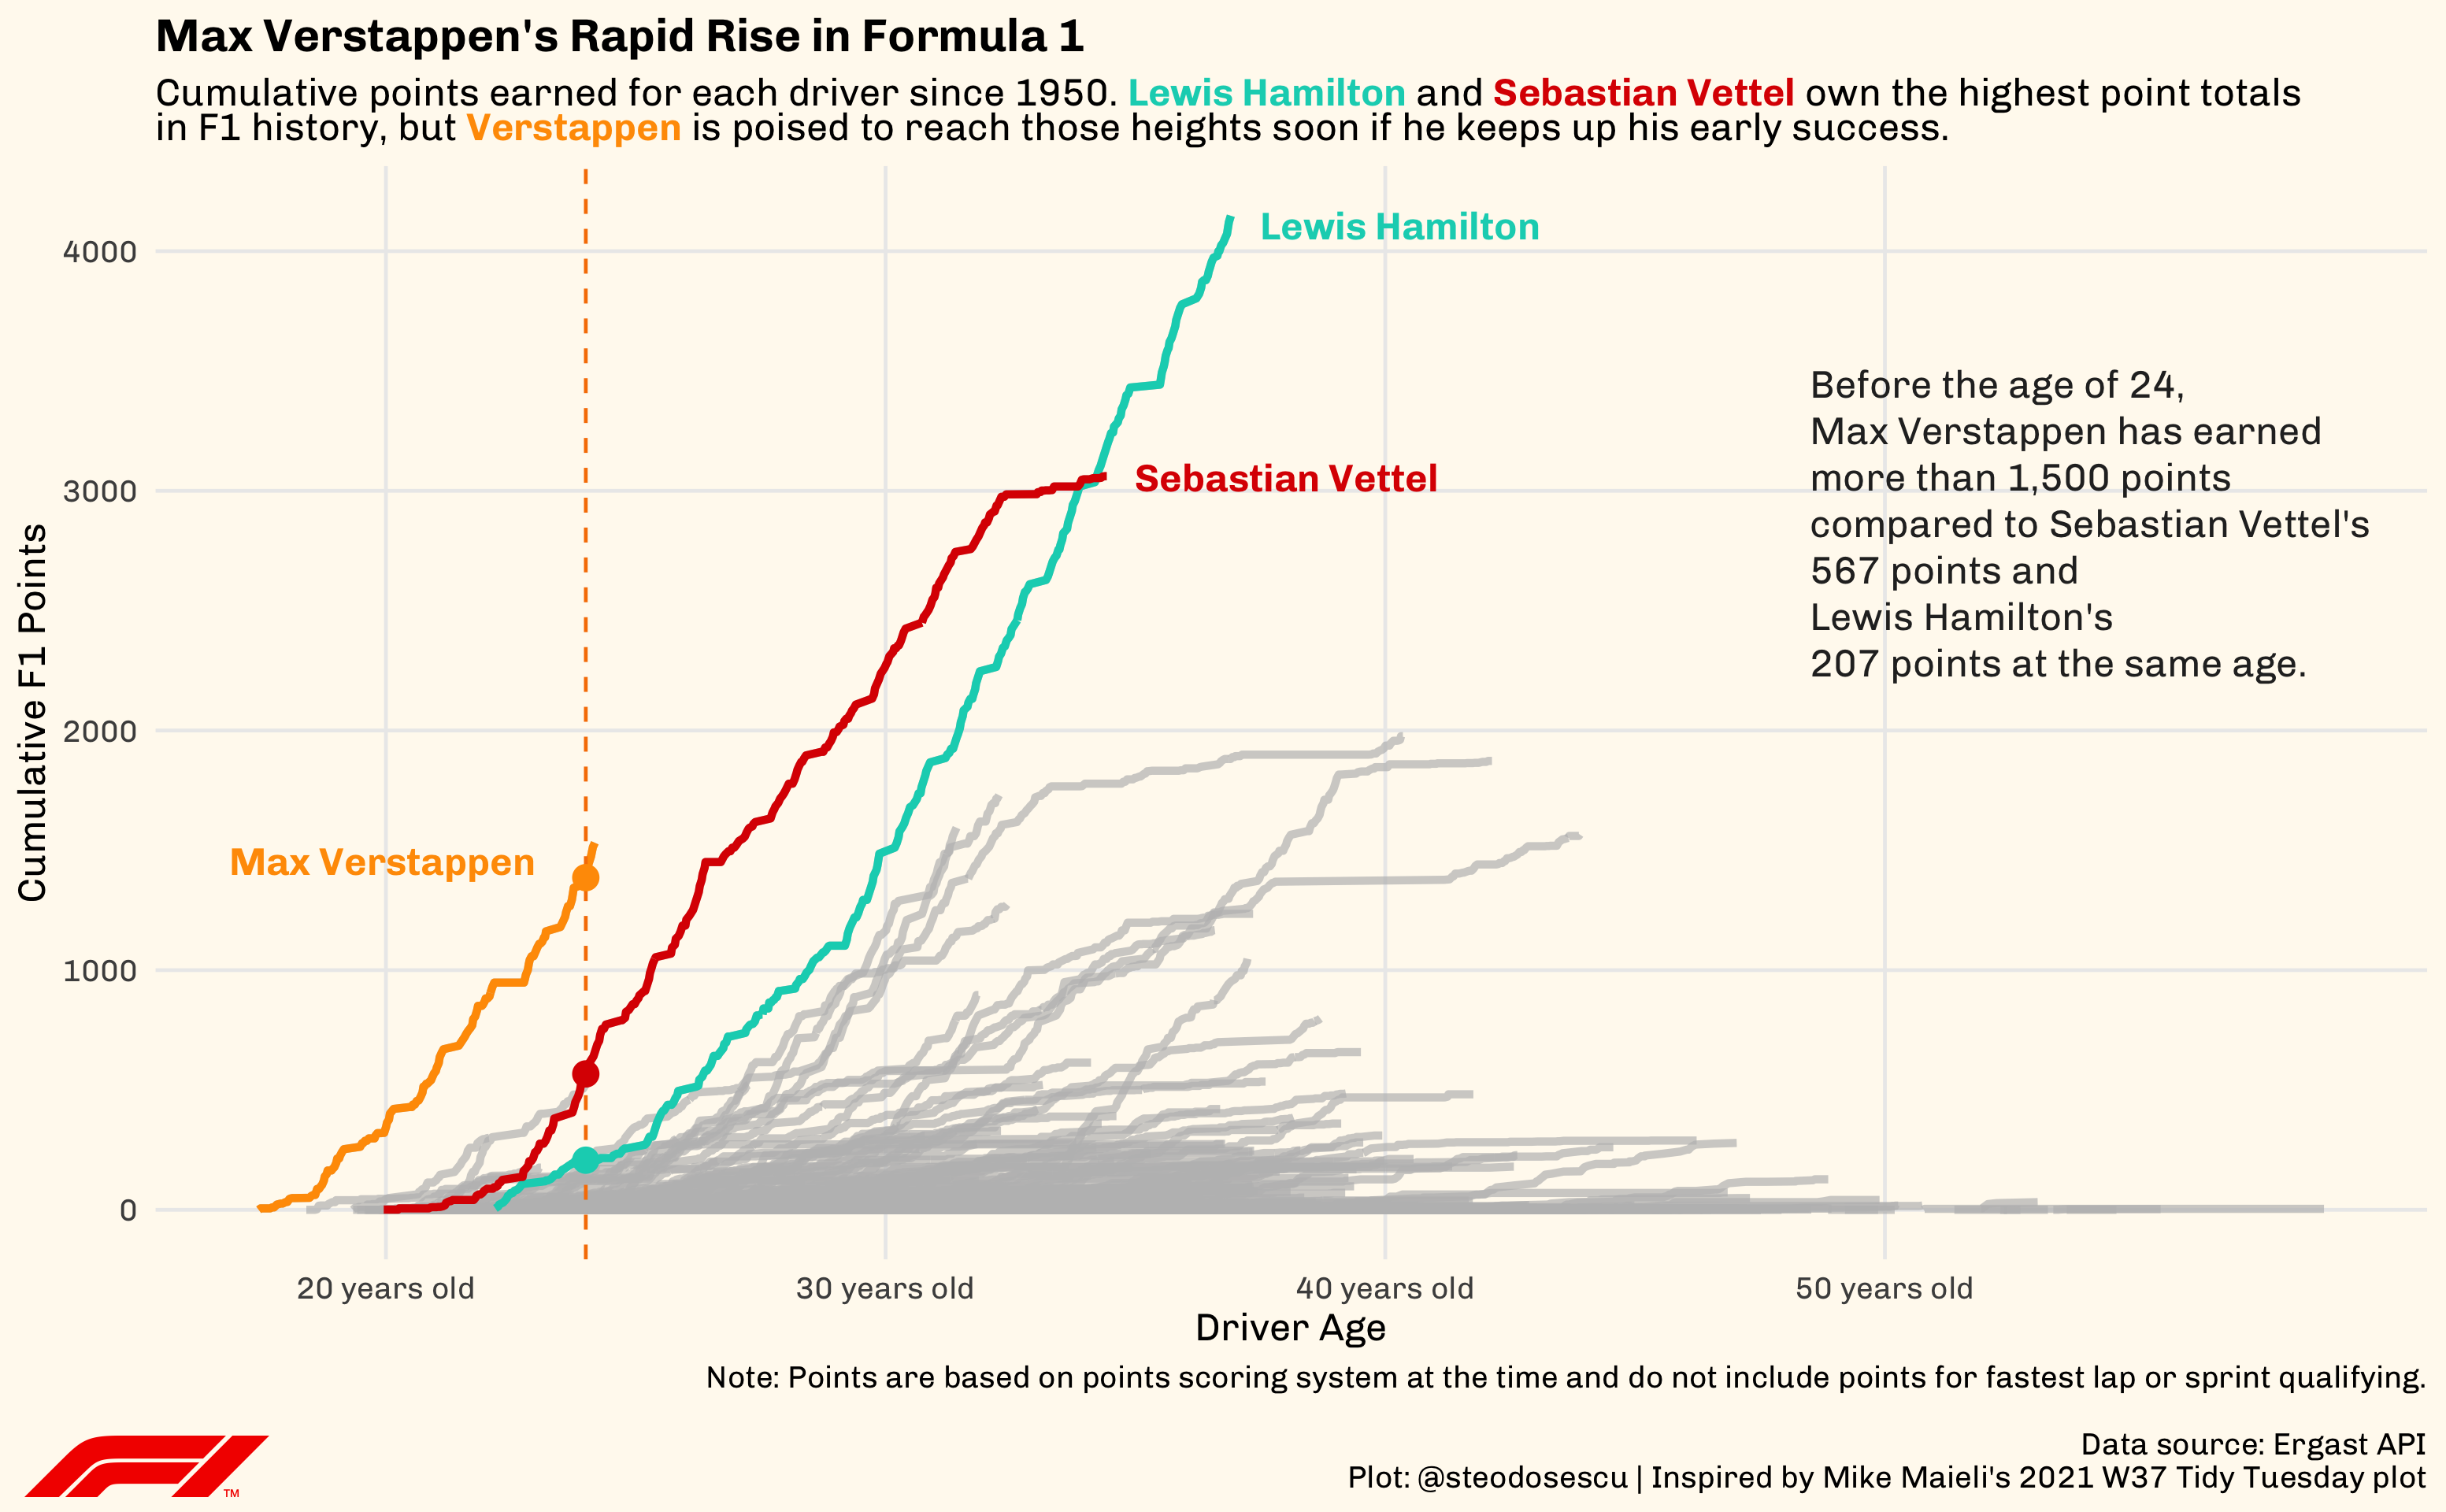 Max Verstappen's Rapid Rise in Formula 1
Cumulative points earned for each driver since 1950. Lewis Hamilton and Sebastian Vettel own the highest point totals
in F1 history, but Verstappen is poised to reach those heights soon if he keeps up his early success.
Cumulative F1 Points
4000
3000
2000
1000
0
Lewis Hamilton
Sebastian Vettel
Max Verstappen
Before the age of 24,
Max Verstappen has earned
more than 1,500 points
compared to Sebastian Vettel's
567 points and
Lewis Hamilton's
207 points at the same age.
20 years old
30 years old
40 years old
50 years old
Driver Age
Note: Points are based on points scoring system at the time and do not include points for fastest lap or sprint qualifying.
F1
TM
Data source: Ergast API
Plot: @steodosescu | Inspired by Mike Maieli's 2021 W37 Tidy Tuesday plot